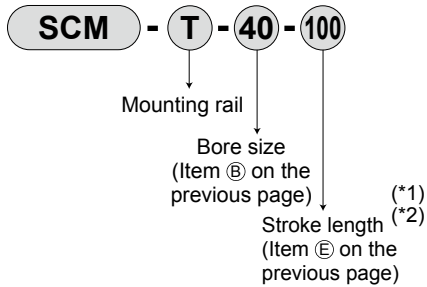 SCM - T - 40 - 100
Mounting rail
Bore size
(Item Ⓑ on the
previous page)
(*1)
(*2)
Stroke length
(Item Ⓔ on the
previous page)